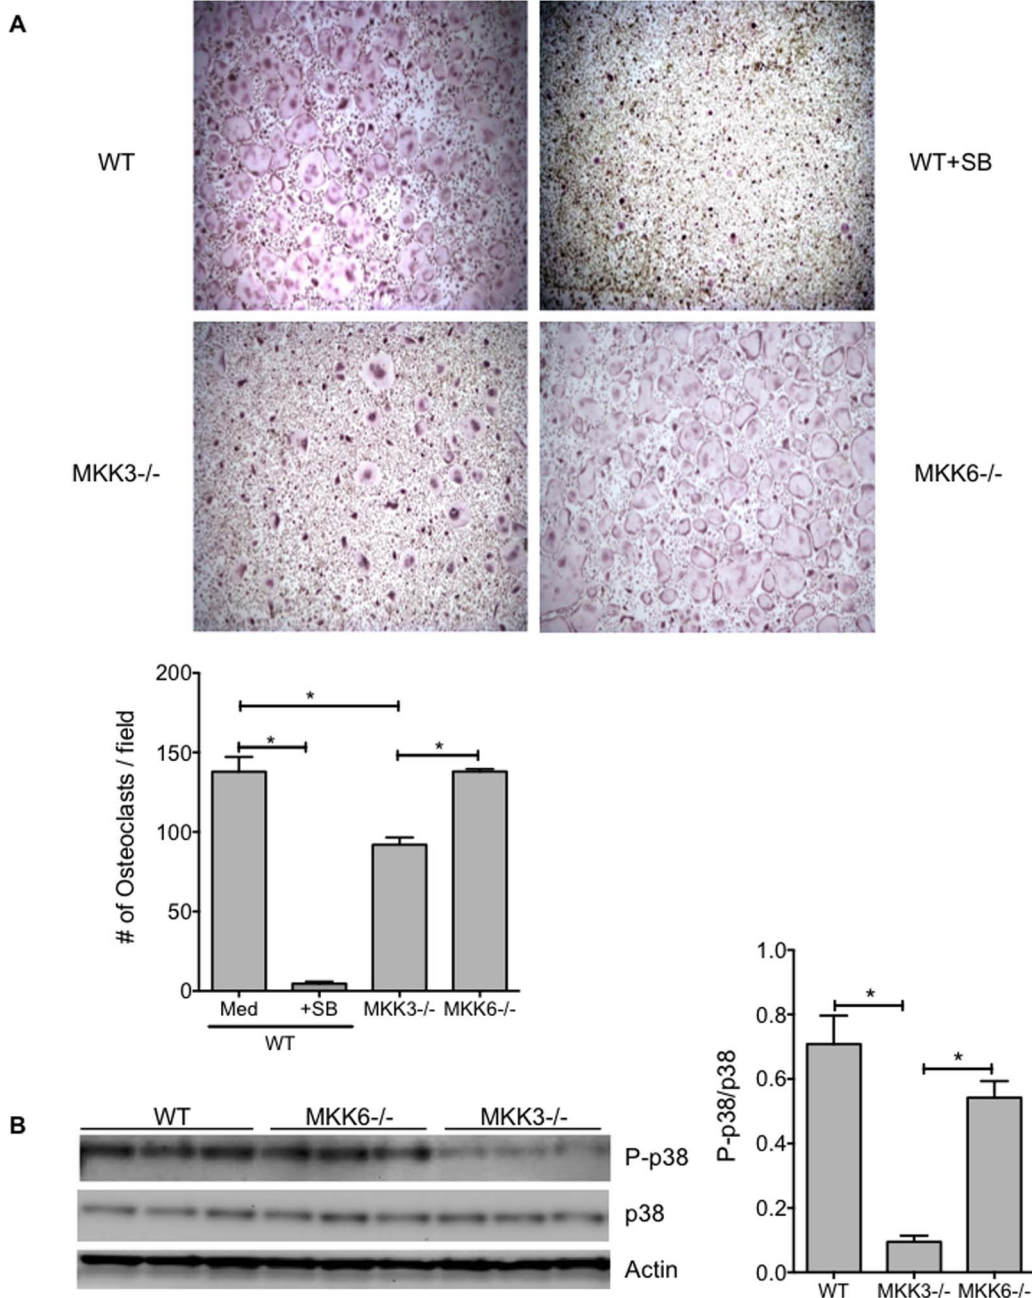 A
WT
WT+SB
MKK3-/-
MKK6-/-
# of Osteoclasts / field
200
150
100
50
0
*
*
*
Med
+SB
MKK3-/-
MKK6-/-
WT
B
WT
MKK6-/-
MKK3-/-
P-p38
p38
Actin
P-p38/p38
1.0
0.8
0.6
0.4
0.2
0.0
*
*
WT
MKK3-/-
MKK6-/-